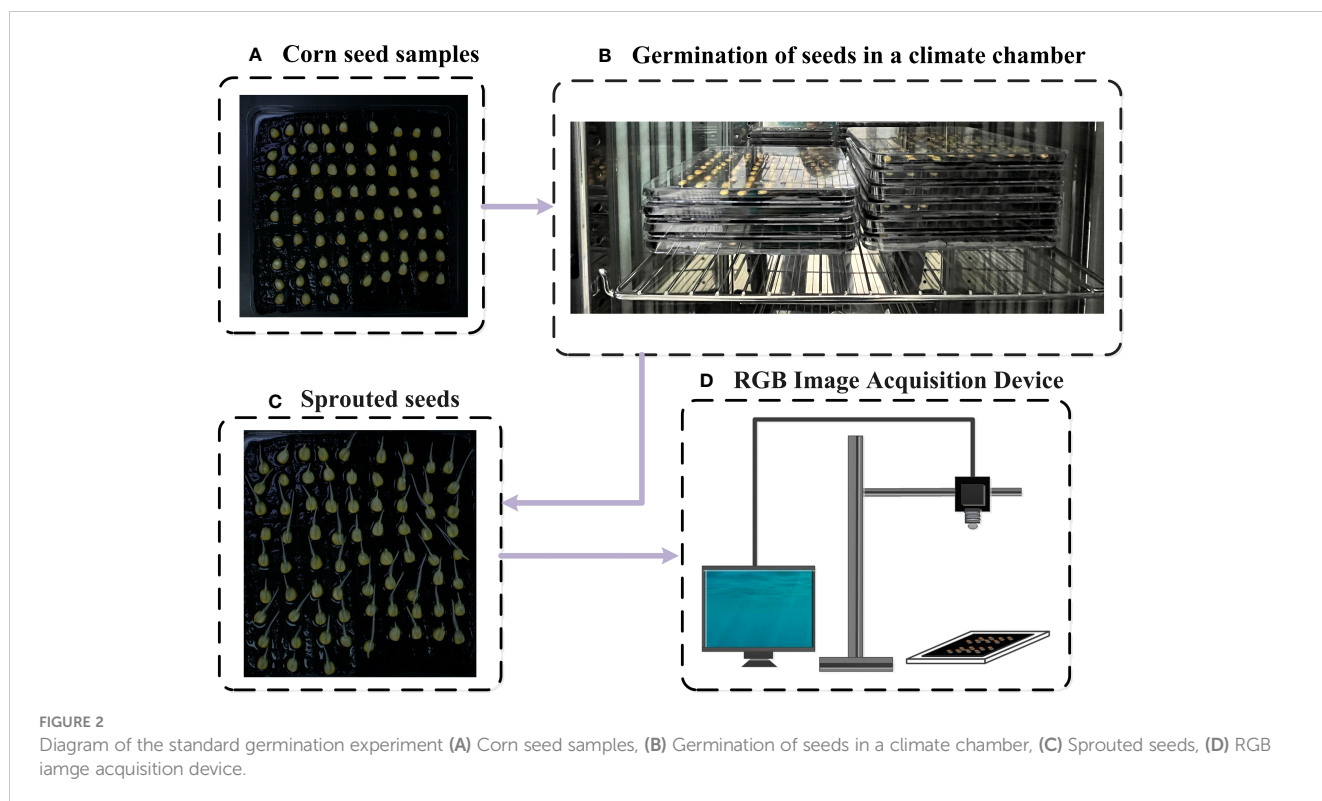 A Corn seed samples
B Germination of seeds in a climate chamber
C Sprouted seeds
D RGB Image Acquisition Device
FIGURE 2
Diagram of the standard germination experiment (A) Corn seed samples, (B) Germination of seeds in a climate chamber, (C) Sprouted seeds, (D) RGB
iamge acquisition device.